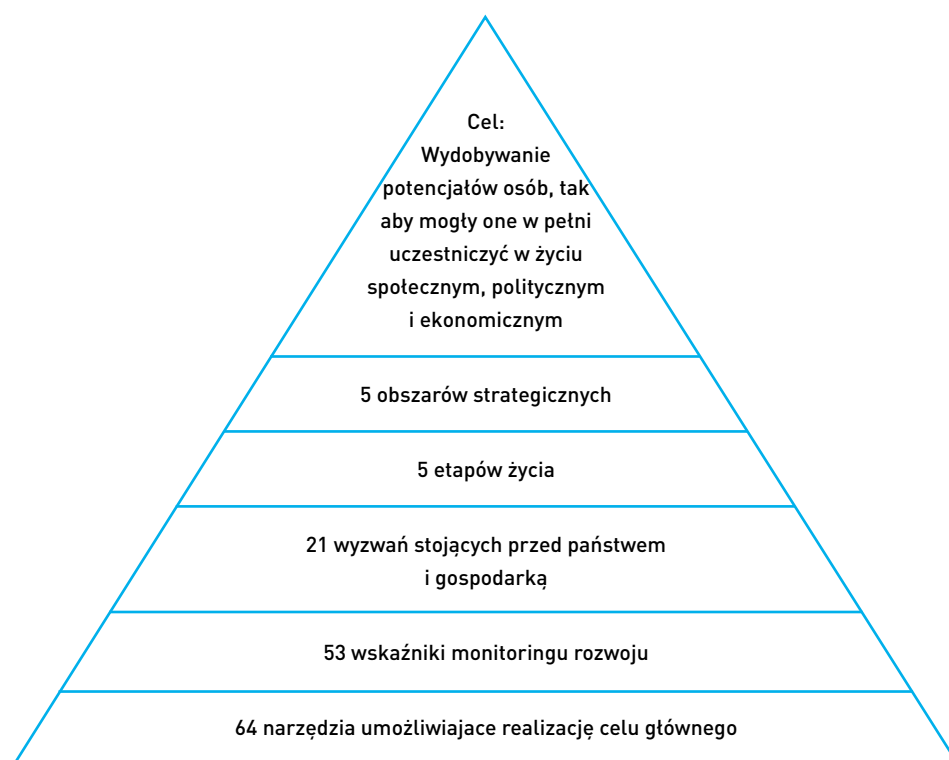 Cel:
Wydobywanie
potencjałów osób, tak
aby mogły one w pełni
uczestniczyć w życiu
społecznym, politycznym
i ekonomicznym
5 obszarów strategicznych
5 etapów życia
21 wyzwań stojących przed państwem
i gospodarką
53 wskaźniki monitoringu rozwoju
64 narzędzia umożliwiajace realizację celu głównego